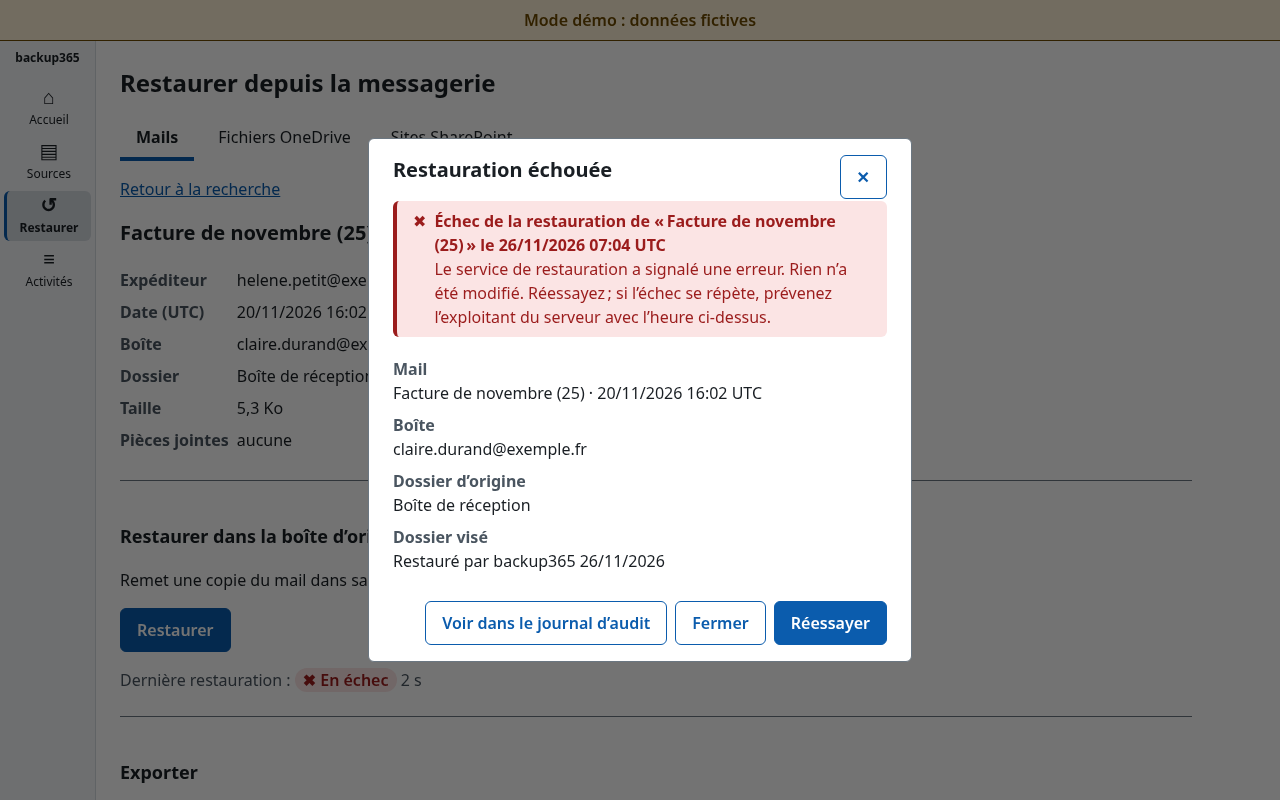 Mode démo : données fictives
backup365
Accueil
Sources
Restaurer
Activités
Restaurer depuis la messagerie
Mails
Fichiers OneDrive
Sites SharePoint
Retour à la recherche
Facture de novembre (25)
Expéditeur helene.petit@exe
Date (UTC) 20/11/2026 16:02
Boîte claire.durand@ex
Dossier Boîte de réception
Taille 5,3 Ko
Pièces jointes aucune
Restaurer dans la boîte d’ori
Remet une copie du mail dans sa
Restaurer
Dernière restauration : ✖ En échec 2 s
Exporter
Restauration échouée
×
✖ Échec de la restauration de « Facture de novembre
(25) » le 26/11/2026 07:04 UTC
Le service de restauration a signalé une erreur. Rien n’a
été modifié. Réessayez ; si l’échec se répète, prévenez
l’exploitant du serveur avec l’heure ci-dessus.
Mail
Facture de novembre (25) · 20/11/2026 16:02 UTC
Boîte
claire.durand@exemple.fr
Dossier d’origine
Boîte de réception
Dossier visé
Restauré par backup365 26/11/2026
Voir dans le journal d’audit
Fermer
Réessayer